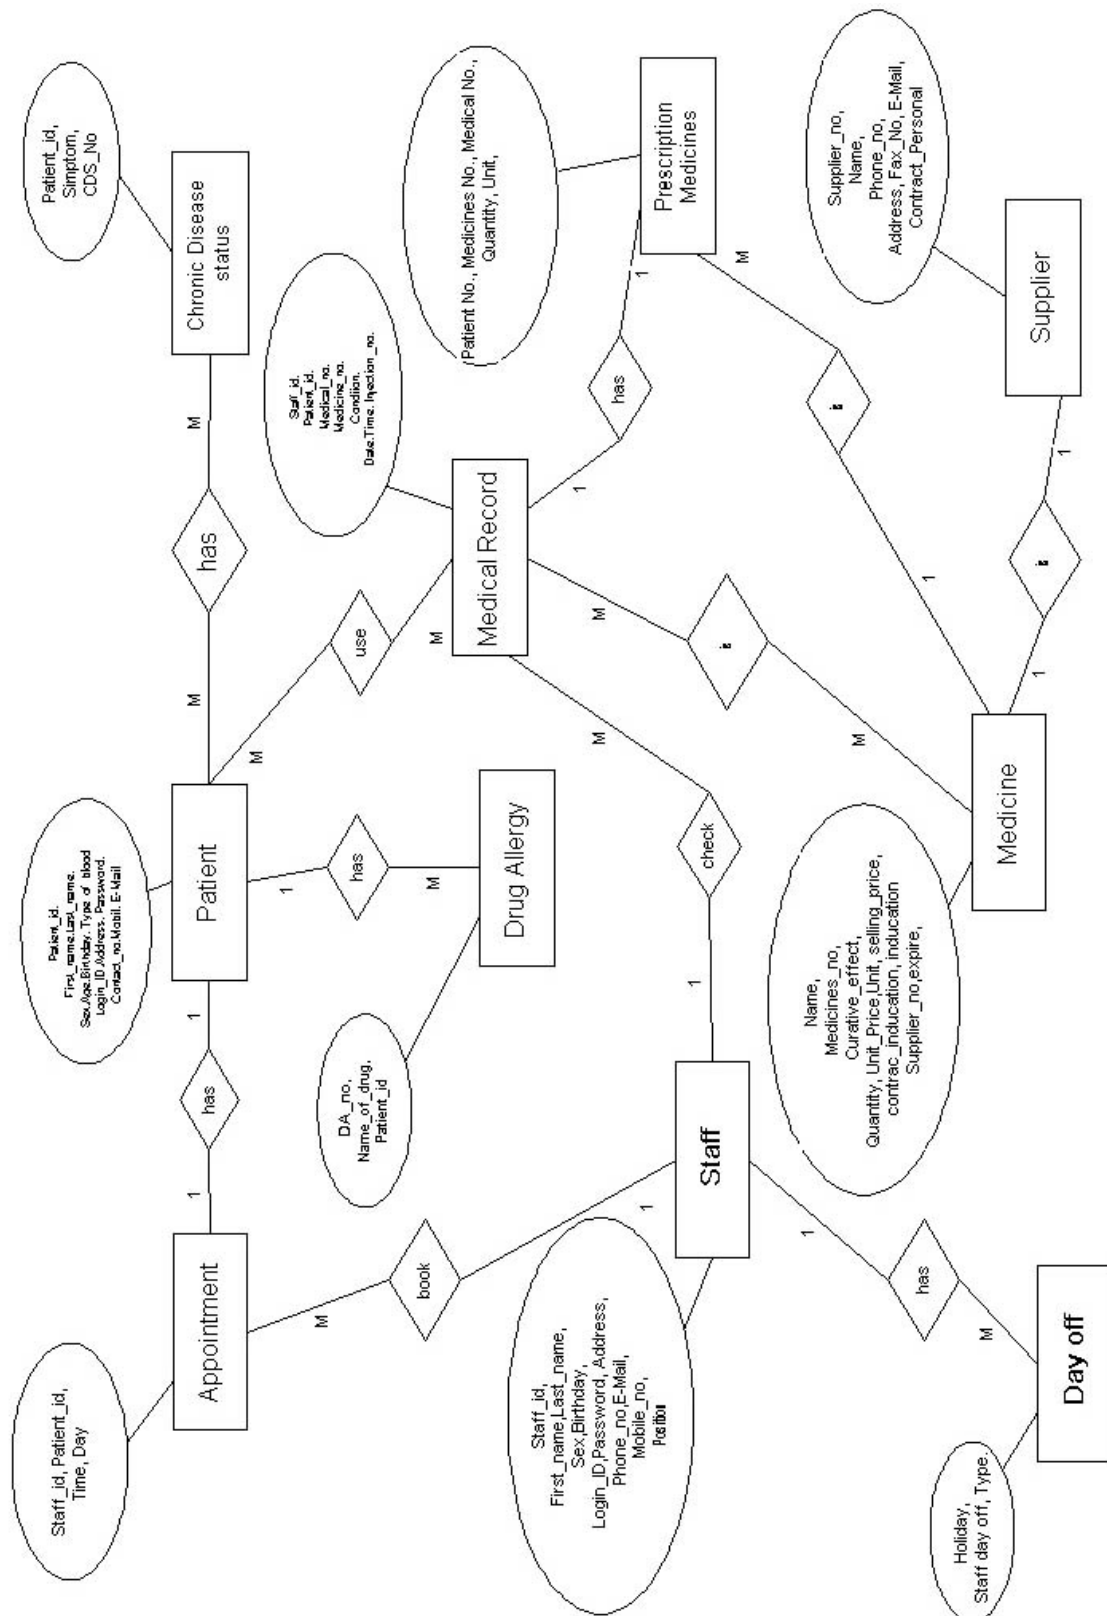 Staff_id, Patient_id,
Time, Day
Patient_id,
First_name,Last_name,
Sex,Age,Birthday, Type of blood
Login_ID,Address, Password,
Contact_no,Mobil, E-Mail
Patient_id,
Simptom,
CDS_No
Appointment
1
has
1
Patient
M
has
M
Chronic Disease
status
M
book
1
1
has
M
M
use
M
DA_no,
Name_of_drug,
Patient_id
Drug Allergy
Staff_id,
Patient_id,
Medical_no,
Medicine_no,
Condiion,
Date,Time, Injection_no,
Medical Record
Patient No., Medicines No., Medical No.,
Quantity, Unit,
1
has
1
Prescription
Medicines
Staff_id,
First_name,Last_name,
Sex,Birthday,
Login_ID,Password, Address,
Phone_no,E-Mail,
Mobile_no,
Position
Staff
1
check
M
M
M
M
1
1
has
M
Name,
Medicines_no,
Curative_effect,
Quantity, Unit_Price,Unit, selling_price,
contrac_inducation, inducation
Supplier_no,expire,
Supplier_no,
Name,
Phone_no,
Address, Fax_No, E-Mail,
Contract_Personal
Holiday,
Staff day off, Type.
Day off
Medicine
1
1
Supplier